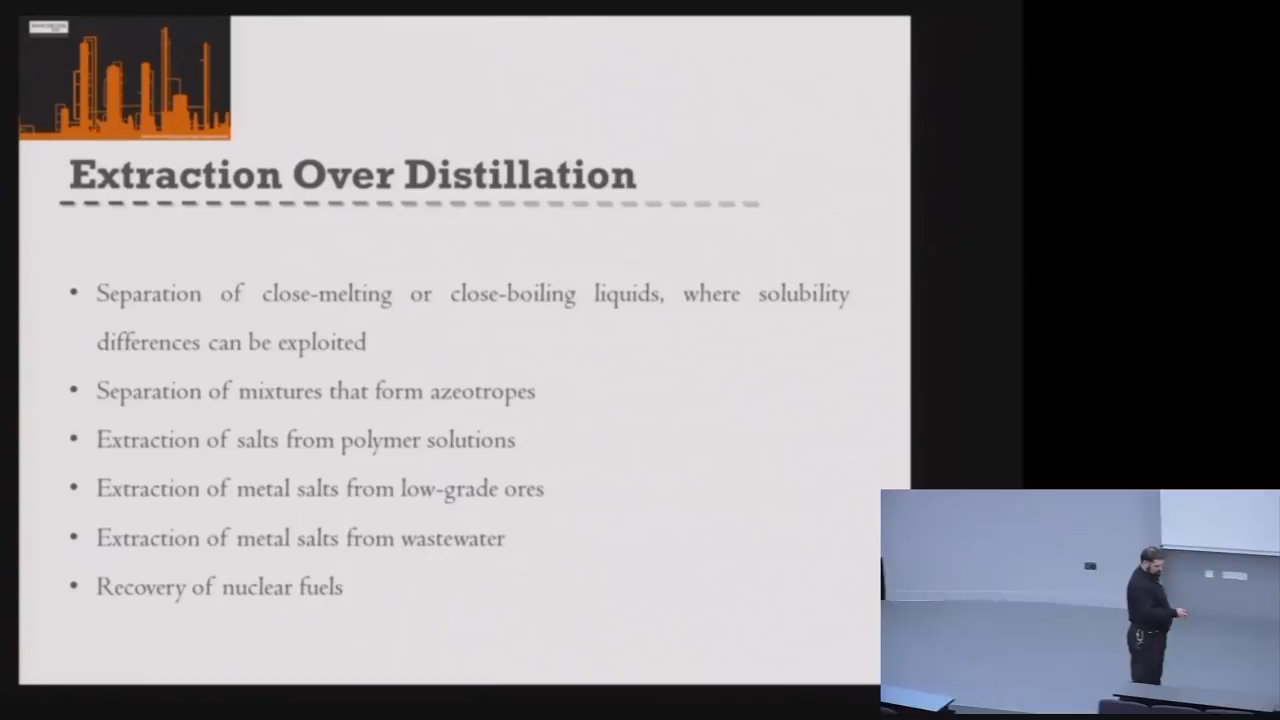 Extraction Over Distillation
• Separation of close-melting or close-boiling liquids, where solubility
differences can be exploited
• Separation of mixtures that form azeotropes
• Extraction of salts from polymer solutions
• Extraction of metal salts from low-grade ores
• Extraction of metal salts from wastewater
• Recovery of nuclear fuels